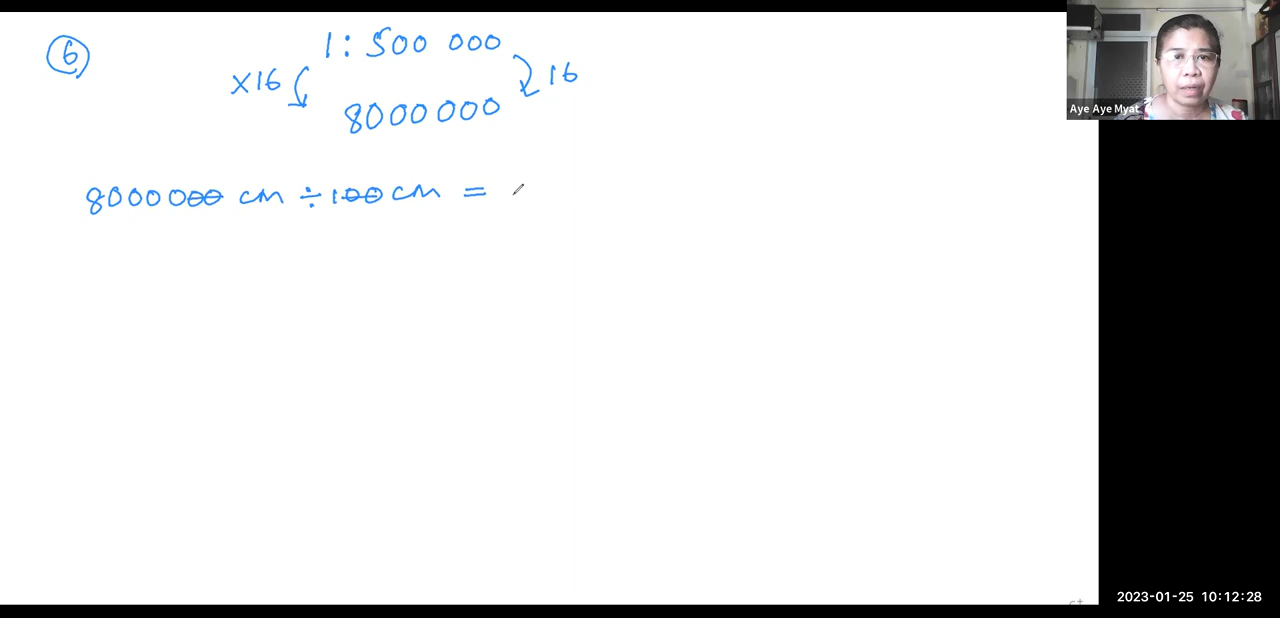 6
1 : 500 000
×16
16
8000000
8000000 cm ÷ 100 cm =
Aye Aye Myat
2023-01-25 10:12:28